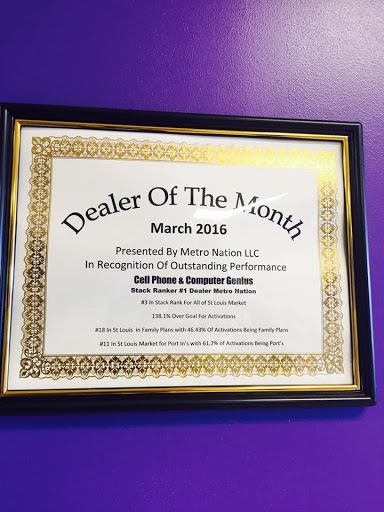 Dealer Of The Month
March 2016
Presented By Metro Nation LLC
In Recognition Of Outstanding Performance
Cell Phone & Computer Genius
Stack Ranker #1 Dealer Metro Nation
#3 In Stack Rank For All of St Louis Market
138.1% Over Goal For Activations
#18 In St Louis in Family Plans with 46.43% Of Activations Being Family Plans
#11 In St Louis Market for Port In's with 61.2% of Activations Being Port's